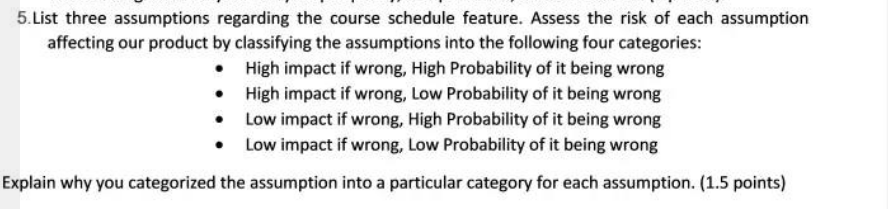 5.List three assumptions regarding the course schedule feature. Assess the risk of each assumption
affecting our product by classifying the assumptions into the following four categories:
• High impact if wrong, High Probability of it being wrong
• High impact if wrong, Low Probability of it being wrong
• Low impact if wrong, High Probability of it being wrong
• Low impact if wrong, Low Probability of it being wrong
Explain why you categorized the assumption into a particular category for each assumption. (1.5 points)